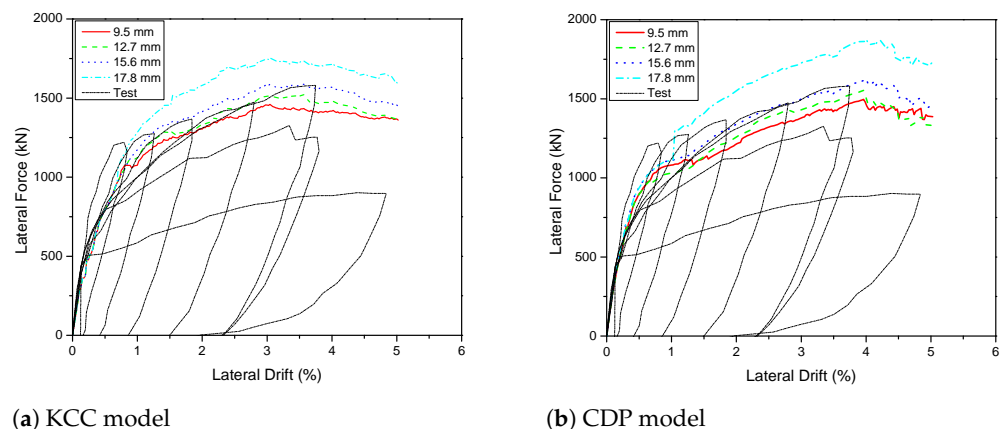 2000
1500
1000
500
0
Lateral Force (kN)
9.5 mm
12.7 mm
15.6 mm
17.8 mm
Test
0 1 2 3 4 5 6
Lateral Drift (%)
(a) KCC model
2000
1500
1000
500
0
Lateral Force (kN)
9.5 mm
12.7 mm
15.6 mm
17.8 mm
Test
0 1 2 3 4 5 6
Lateral Drift (%)
(b) CDP model